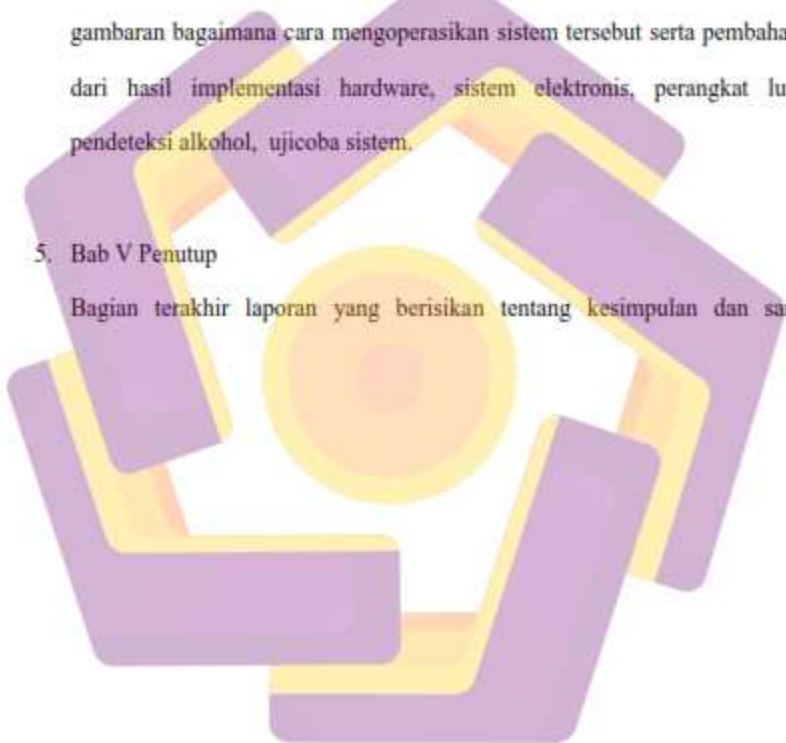 gambaran bagaimana cara mengoperasikan sistem tersebut serta pembaha
dari hasil implementasi hardware, sistem elektronis, perangkat lu
pendeteksi alkohol, ujicoba sistem.
5. Bab V Penutup
Bagian terakhir laporan yang berisikan tentang kesimpulan dan sa